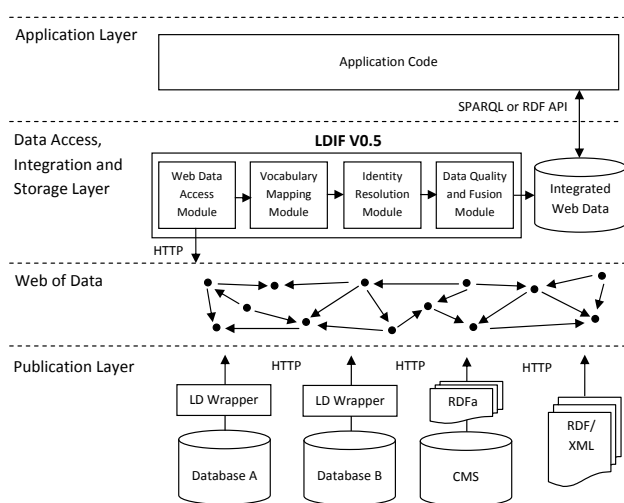 Application Layer
Application Code
SPARQL or RDF API
Data Access,
Integration and
Storage Layer
LDIF V0.5
Web Data
Access
Module
Vocabulary
Mapping
Module
Identity
Resolution
Module
Data Quality
and Fusion
Module
Integrated
Web Data
HTTP
Web of Data
Publication Layer
HTTP
HTTP
HTTP
LD Wrapper
LD Wrapper
RDFa
RDF/
XML
Database A
Database B
CMS